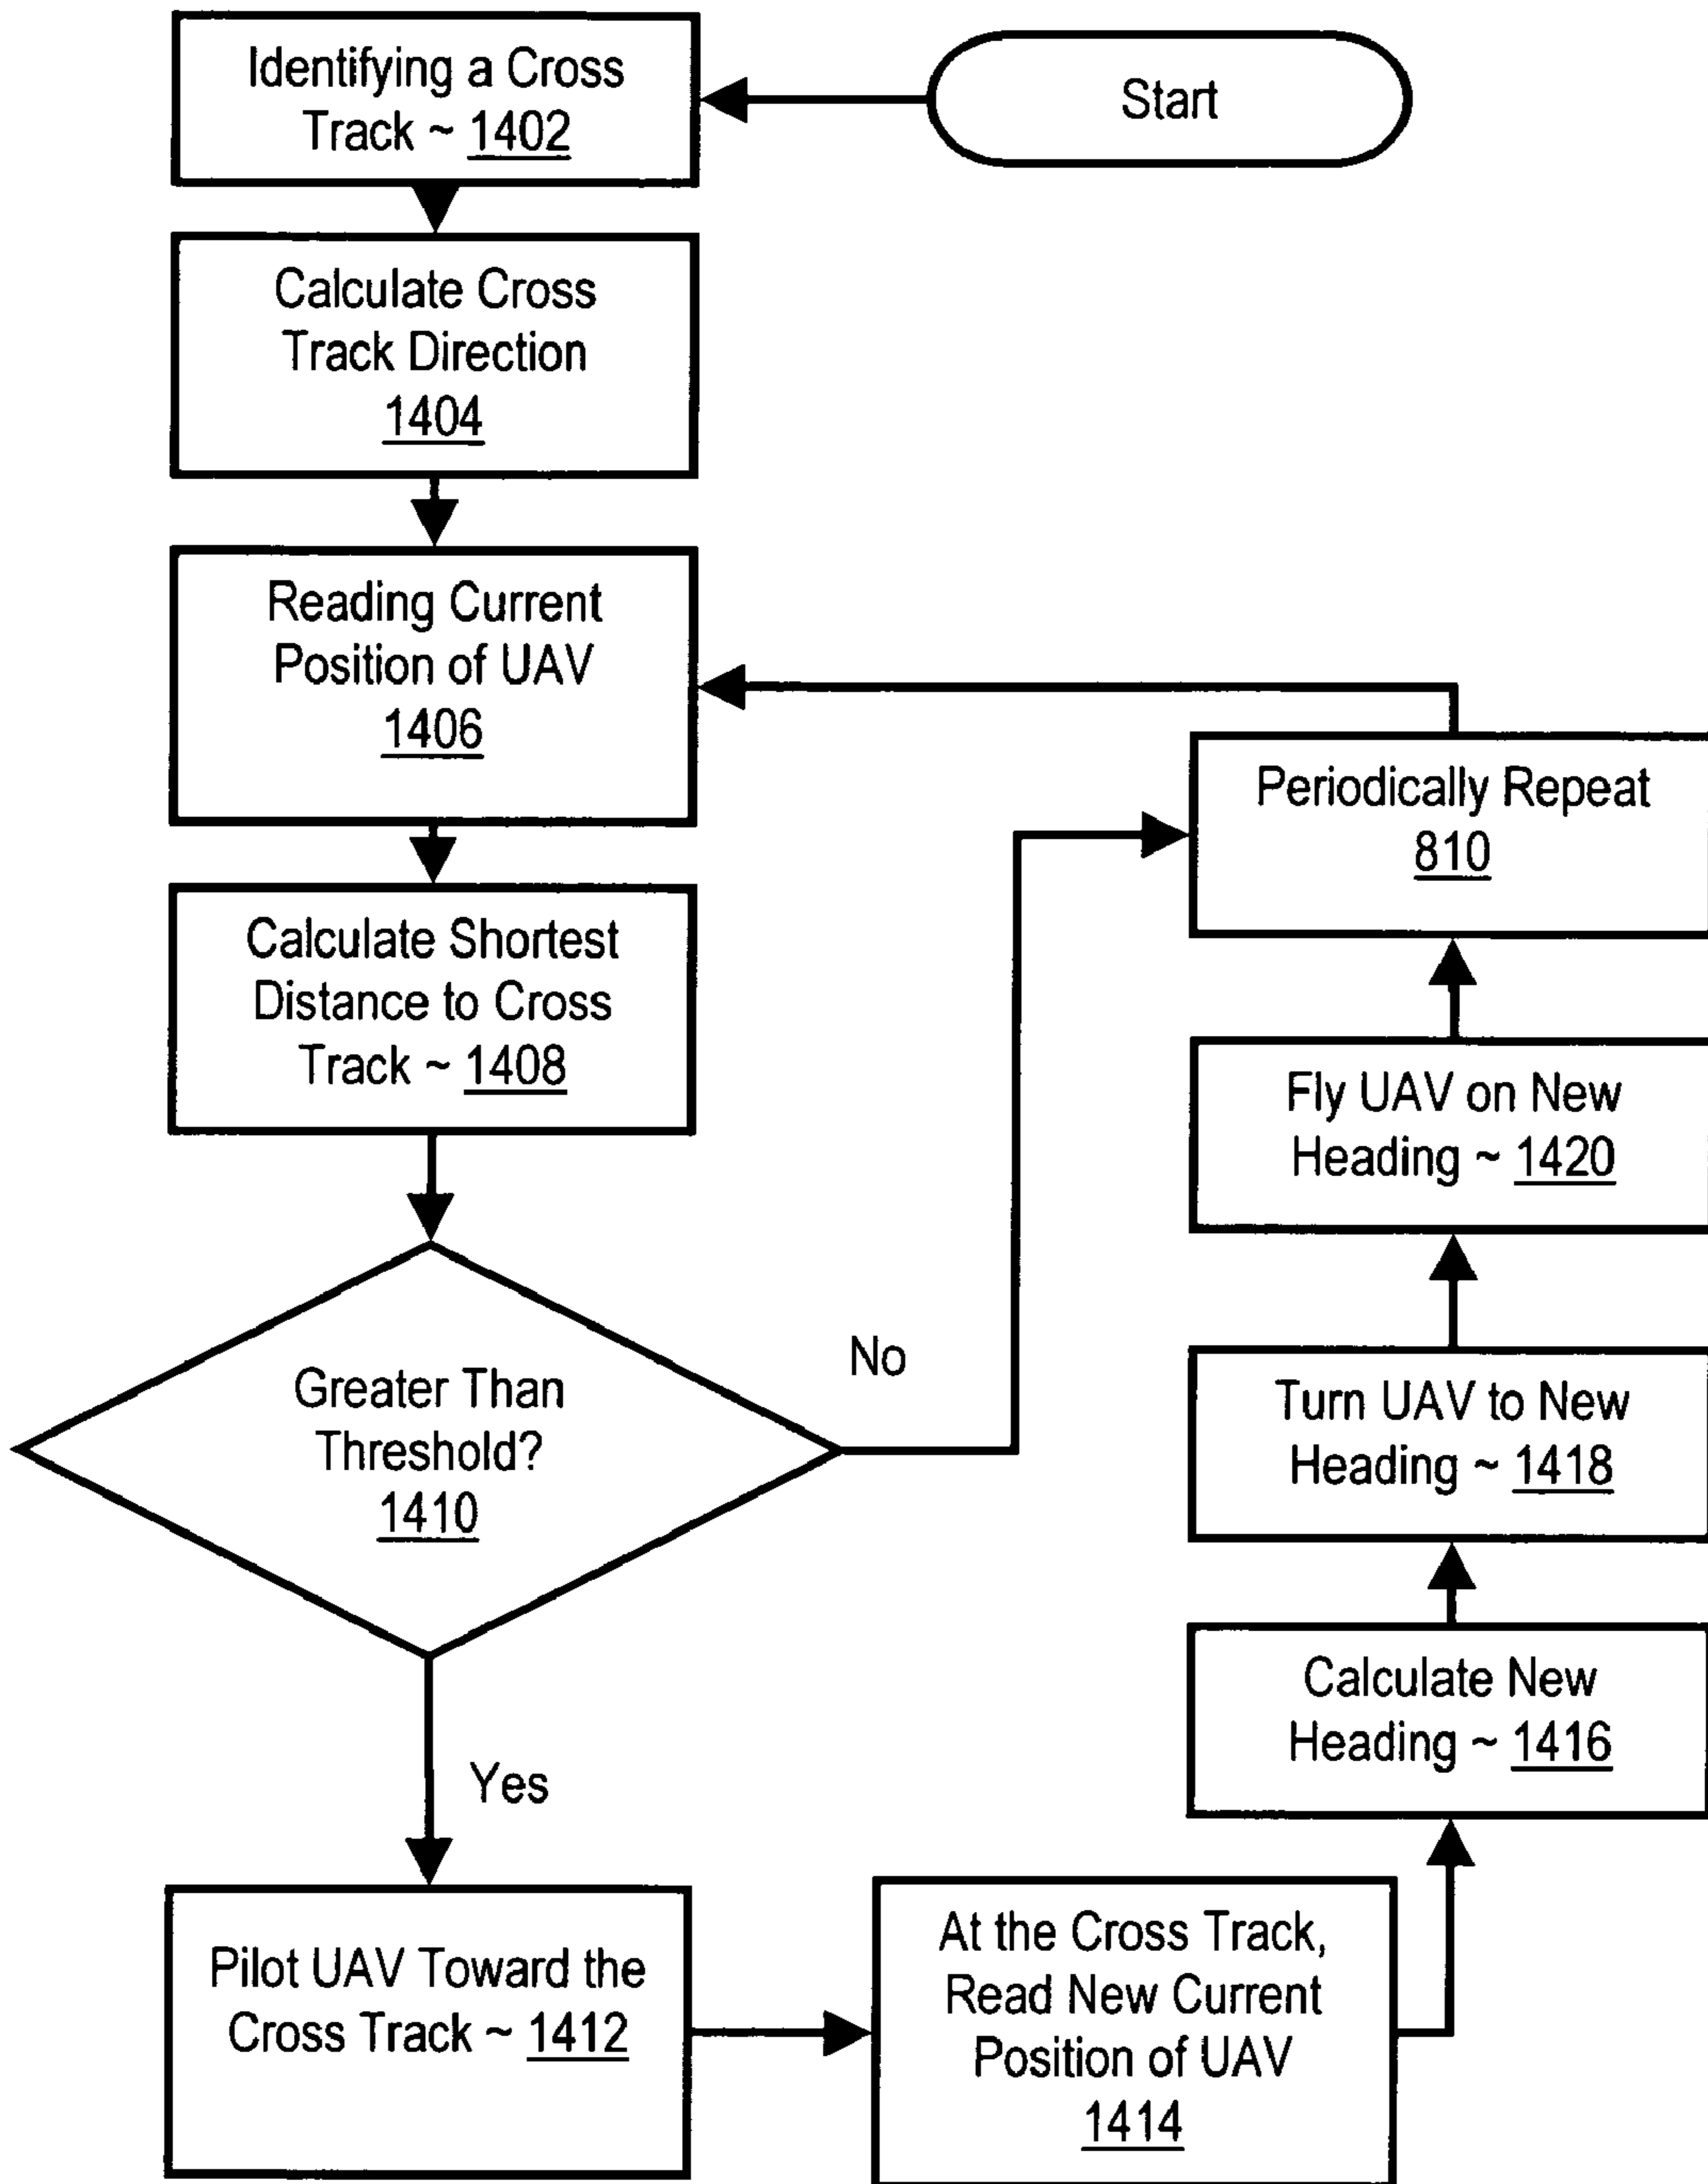 Start
Identifying a Cross
Track ~ 1402
Calculate Cross
Track Direction
1404
Reading Current
Position of UAV
1406
Calculate Shortest
Distance to Cross
Track ~ 1408
Greater Than
Threshold?
1410
No
Yes
Pilot UAV Toward the
Cross Track ~ 1412
At the Cross Track,
Read New Current
Position of UAV
1414
Calculate New
Heading ~ 1416
Turn UAV to New
Heading ~ 1418
Fly UAV on New
Heading ~ 1420
Periodically Repeat
810